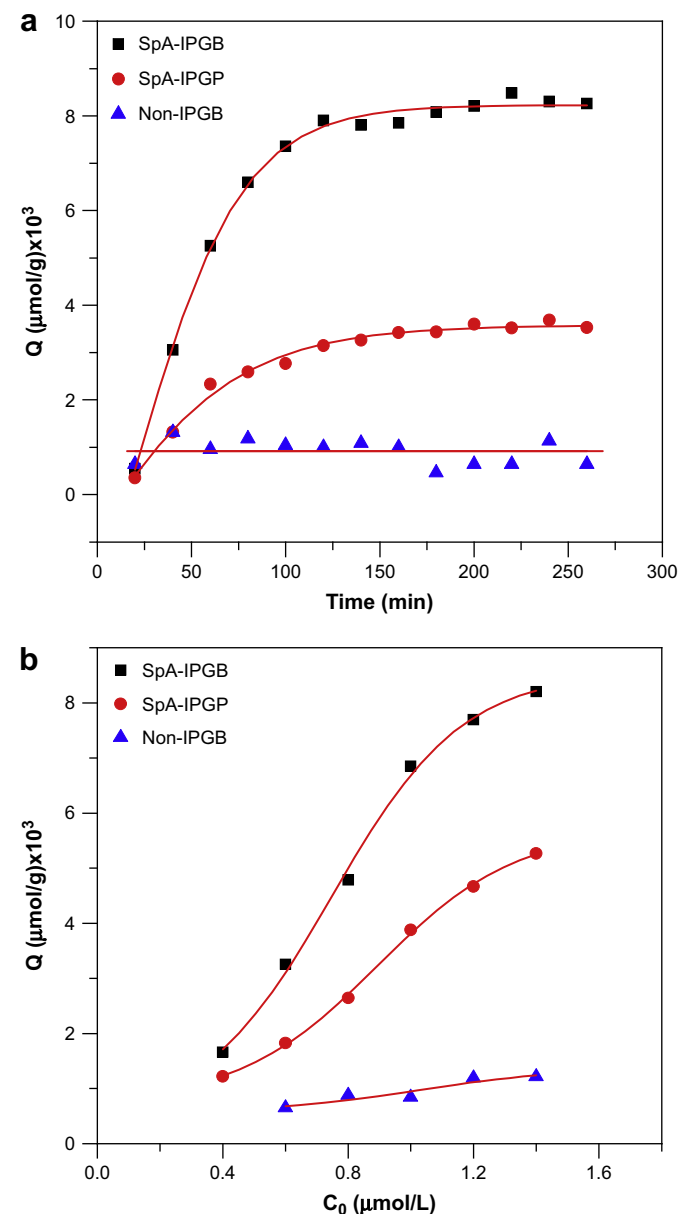 a
SpA-IPGB
SpA-IPGP
Non-IPGB
Q (μmol/g)x10³
10
8
6
4
2
0
0 50 100 150 200 250 300
Time (min)
b
SpA-IPGB
SpA-IPGP
Non-IPGB
Q (μmol/g)x10³
8
6
4
2
0
0.0 0.4 0.8 1.2 1.6
C₀ (μmol/L)